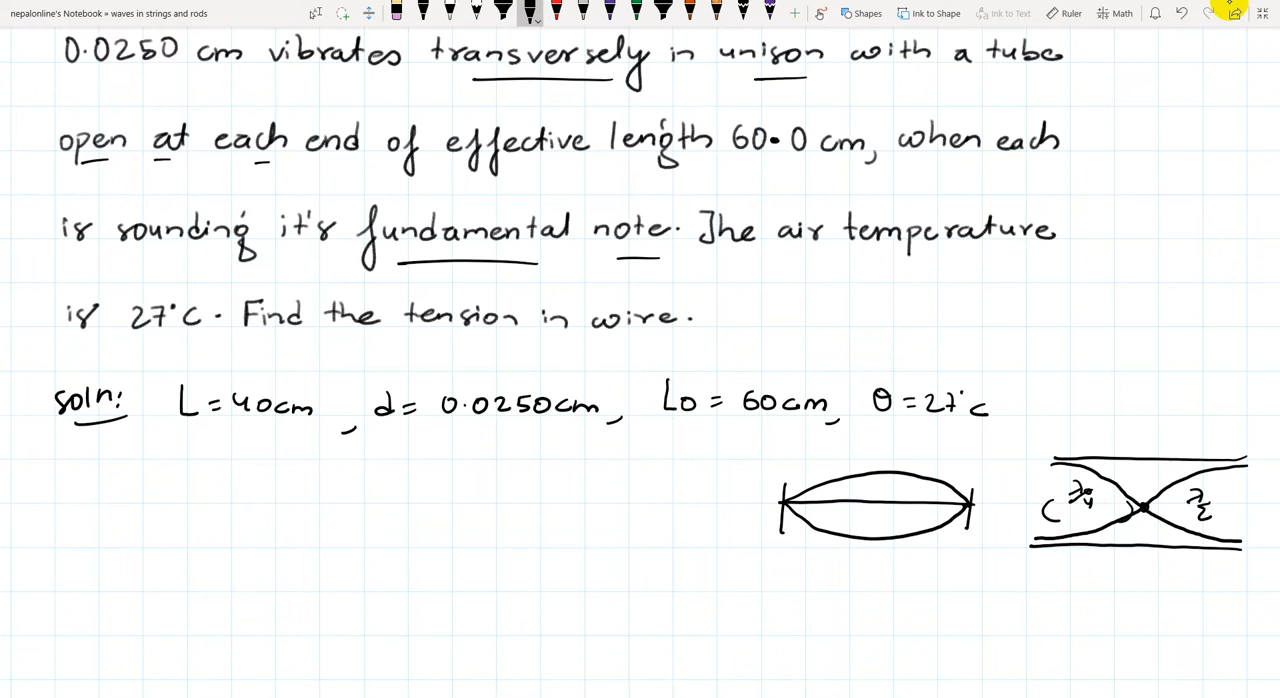 nepalonline's Notebook » waves in strings and rods
Shapes Ink to Shape Ink to Text Ruler Math
0.0250 cm vibrates transversely in unison with a tube
open at each end of effective length 60.0 cm, when each
is sounding it's fundamental note. The air temperature
is 27°C. Find the tension in wire.
soln: L = 40cm, d = 0.0250cm, Lo = 60cm, θ = 27°C